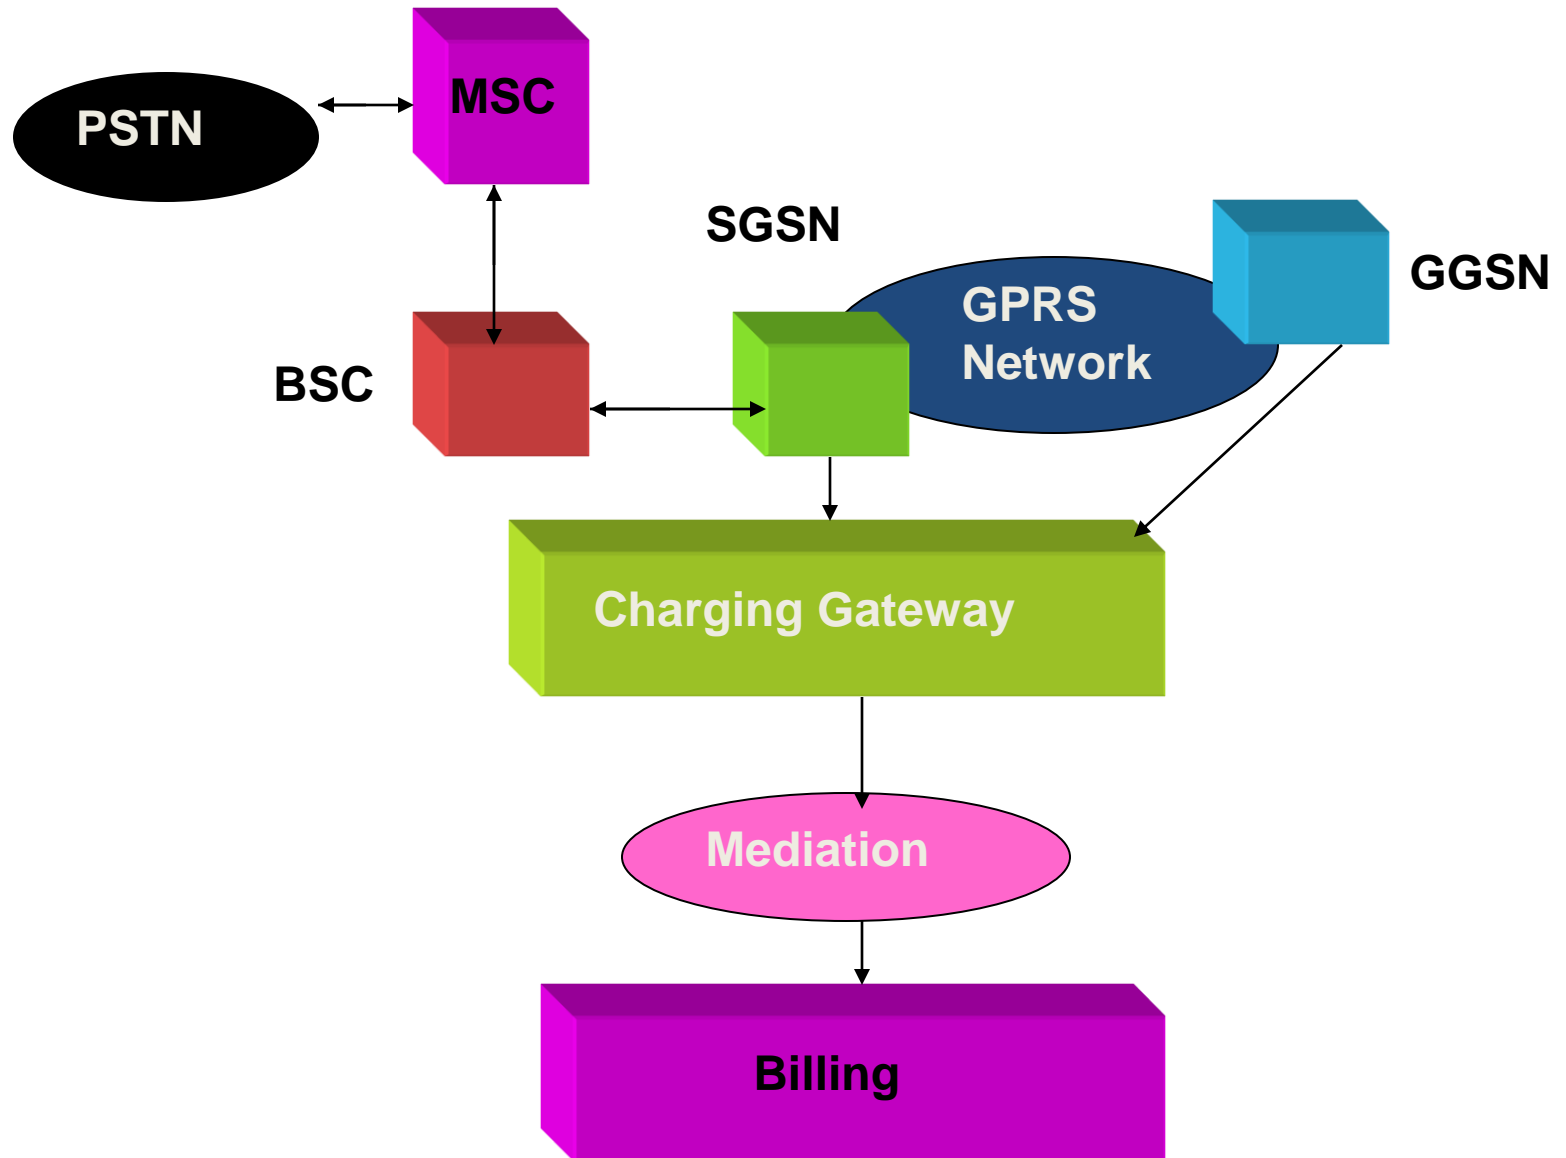 MSC
PSTN
SGSN
GGSN
GPRS
Network
BSC
Charging Gateway
Mediation
Billing